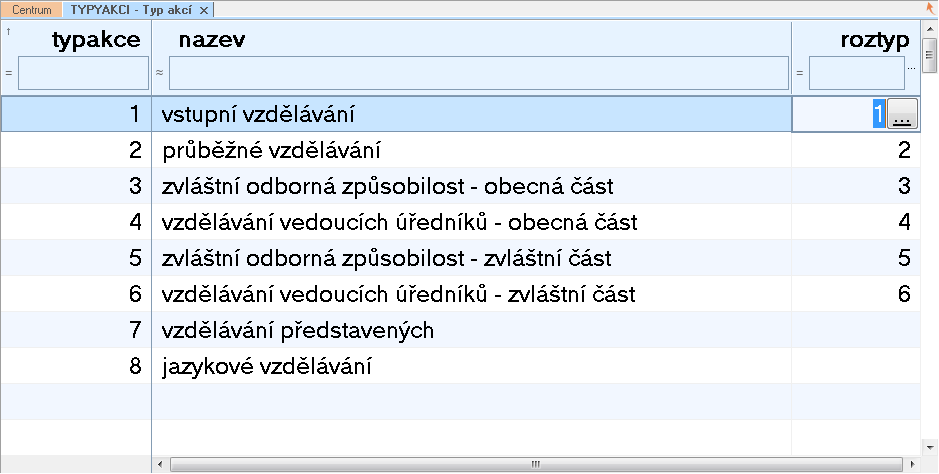 Centrum TYPYAKCI - Typ akcí
typakce nazev roztyp
= ≈ = ...
1 vstupní vzdělávání 1 ...
2 průběžné vzdělávání 2
3 zvláštní odborná způsobilost - obecná část 3
4 vzdělávání vedoucích úředníků - obecná část 4
5 zvláštní odborná způsobilost - zvláštní část 5
6 vzdělávání vedoucích úředníků - zvláštní část 6
7 vzdělávání představených
8 jazykové vzdělávání